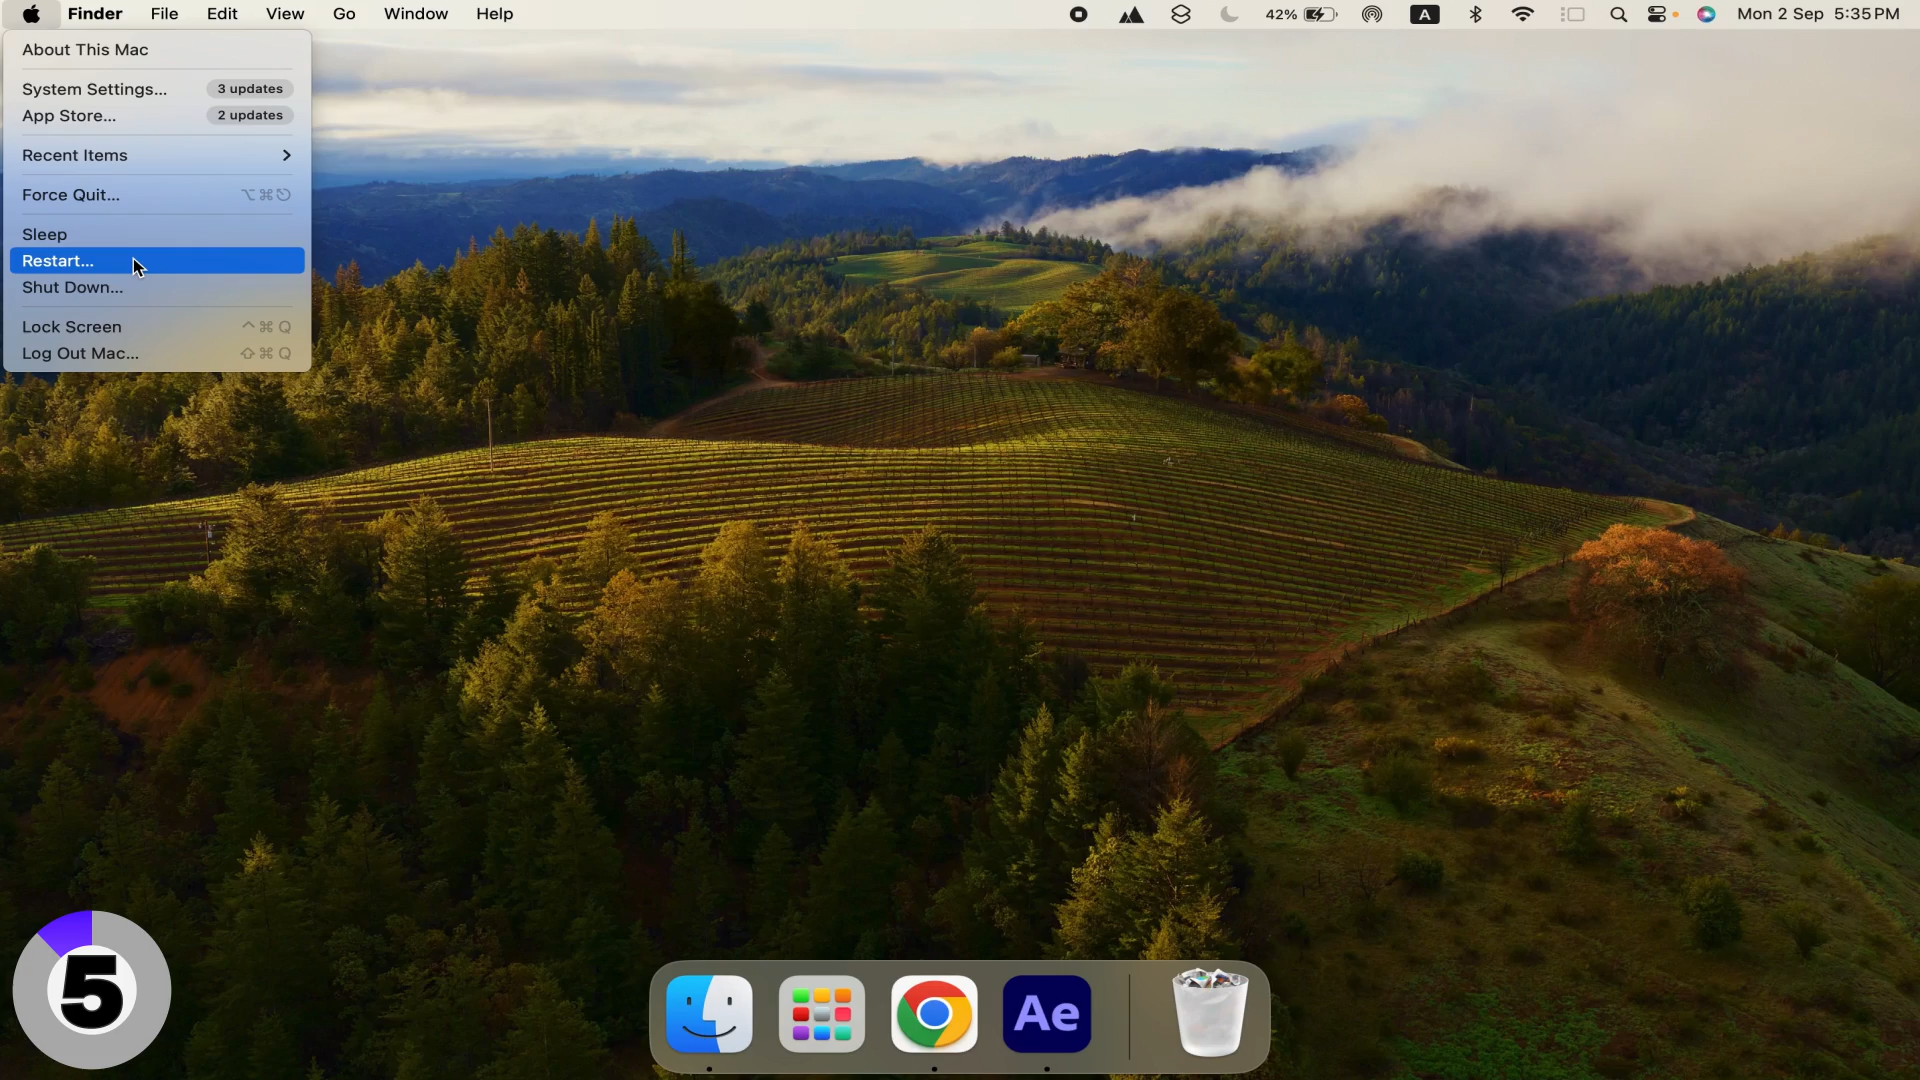 Finder File Edit View Go Window Help 42% A Mon 2 Sep 5:35 PM
About This Mac
System Settings... 3 updates
App Store... 2 updates
Recent Items
Force Quit... ⌥⌘⎋
Sleep
Restart...
Shut Down...
Lock Screen ^⌘Q
Log Out Mac... ⇧⌘Q
5
Ae